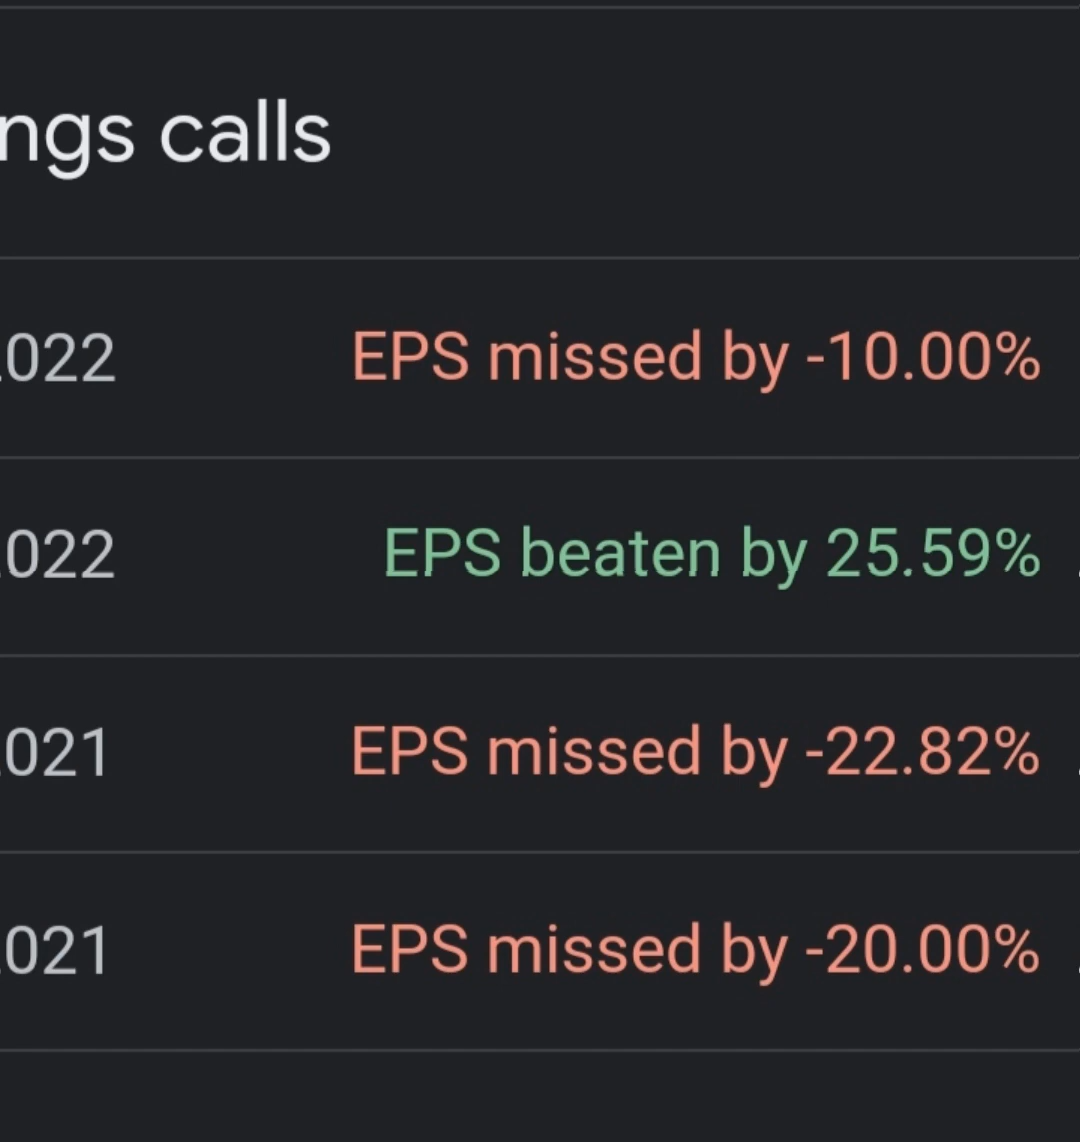 ngs calls
022 EPS missed by -10.00%
022 EPS beaten by 25.59%
021 EPS missed by -22.82%
021 EPS missed by -20.00%